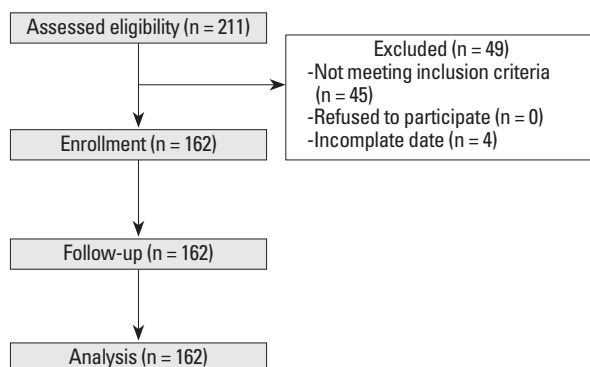 Assessed eligibility (n = 211)
Excluded (n = 49)
-Not meeting inclusion criteria
(n = 45)
-Refused to participate (n = 0)
-Incomplate date (n = 4)
Enrollment (n = 162)
Follow-up (n = 162)
Analysis (n = 162)